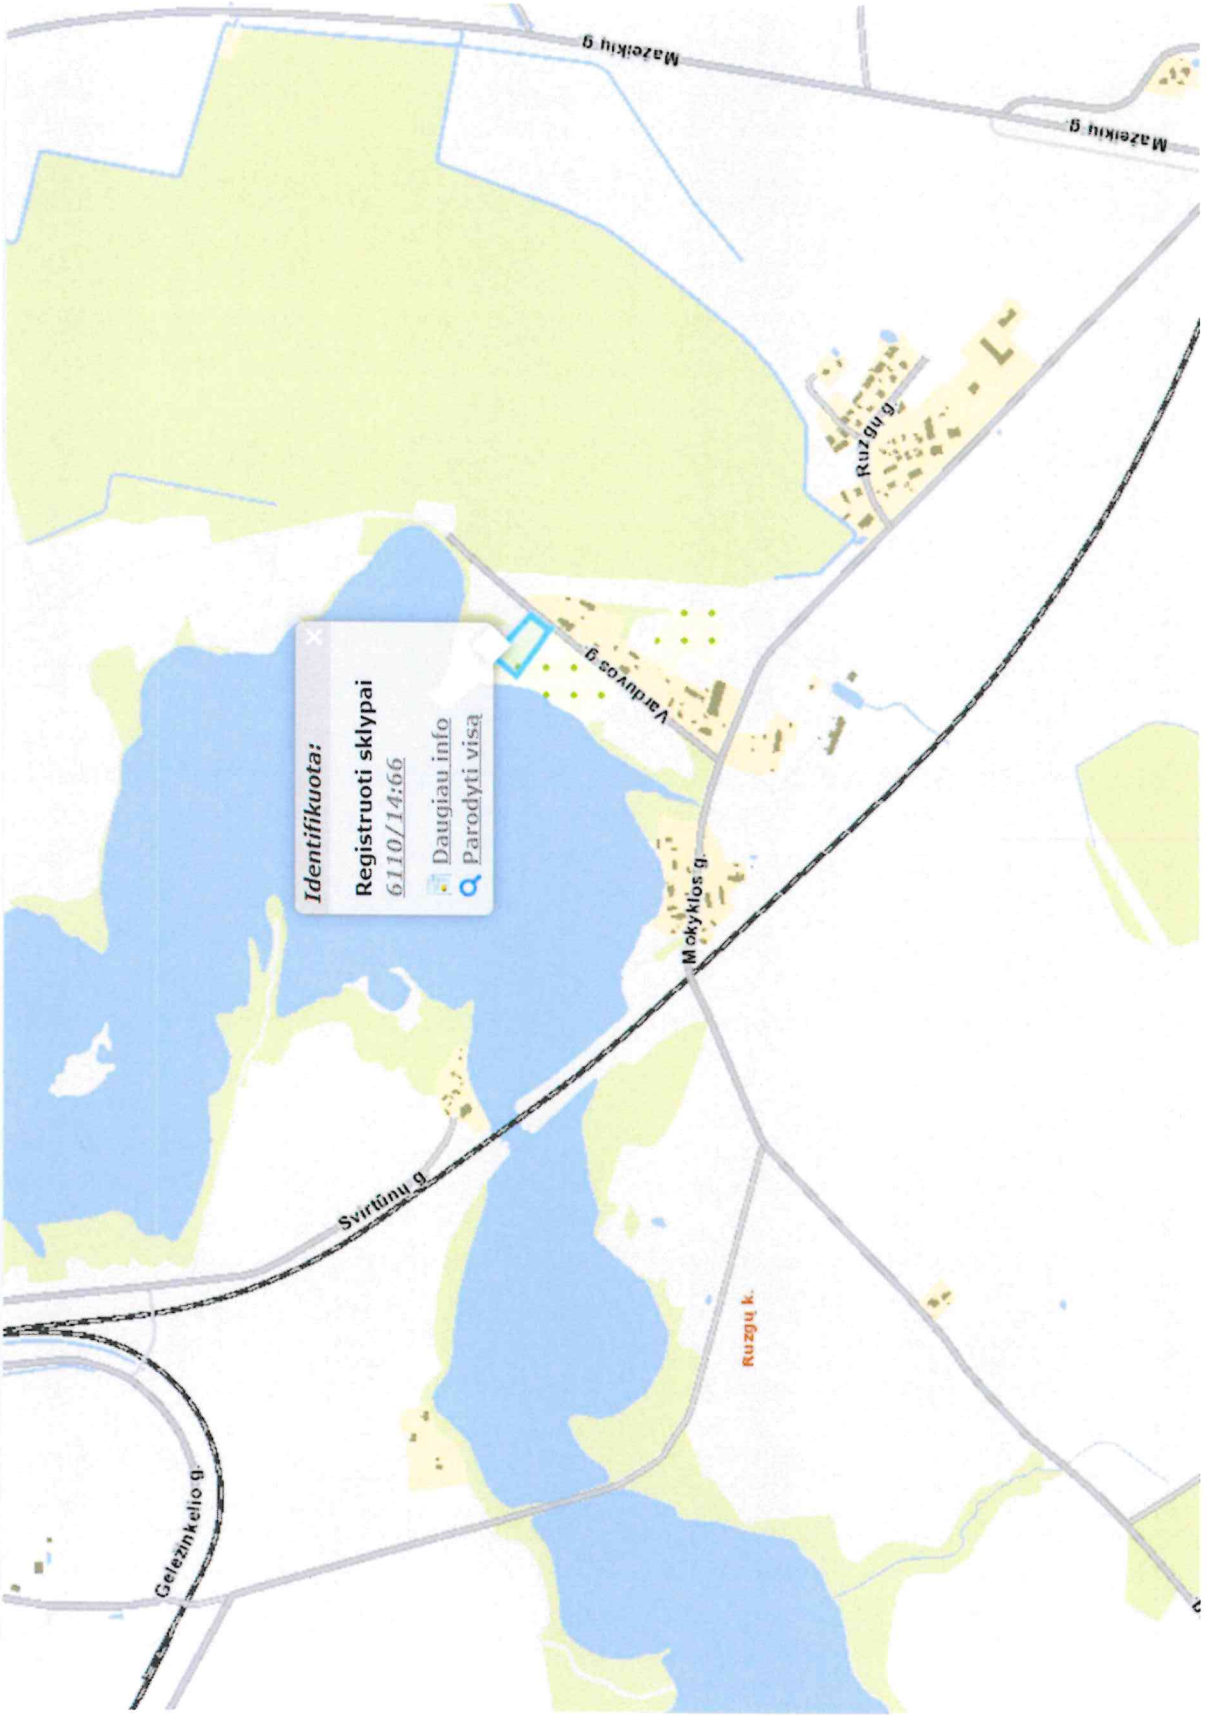 Mažeikių g.
Mažeikių g.
Identifikuota:
Registruoti sklypai
6110/14:66
Daugiau info
Parodyti visą
Ruzgų g.
Varduvos g.
Mokyklos g.
Svirtūnų g.
Ruzgų k.
Geležinkelio g.